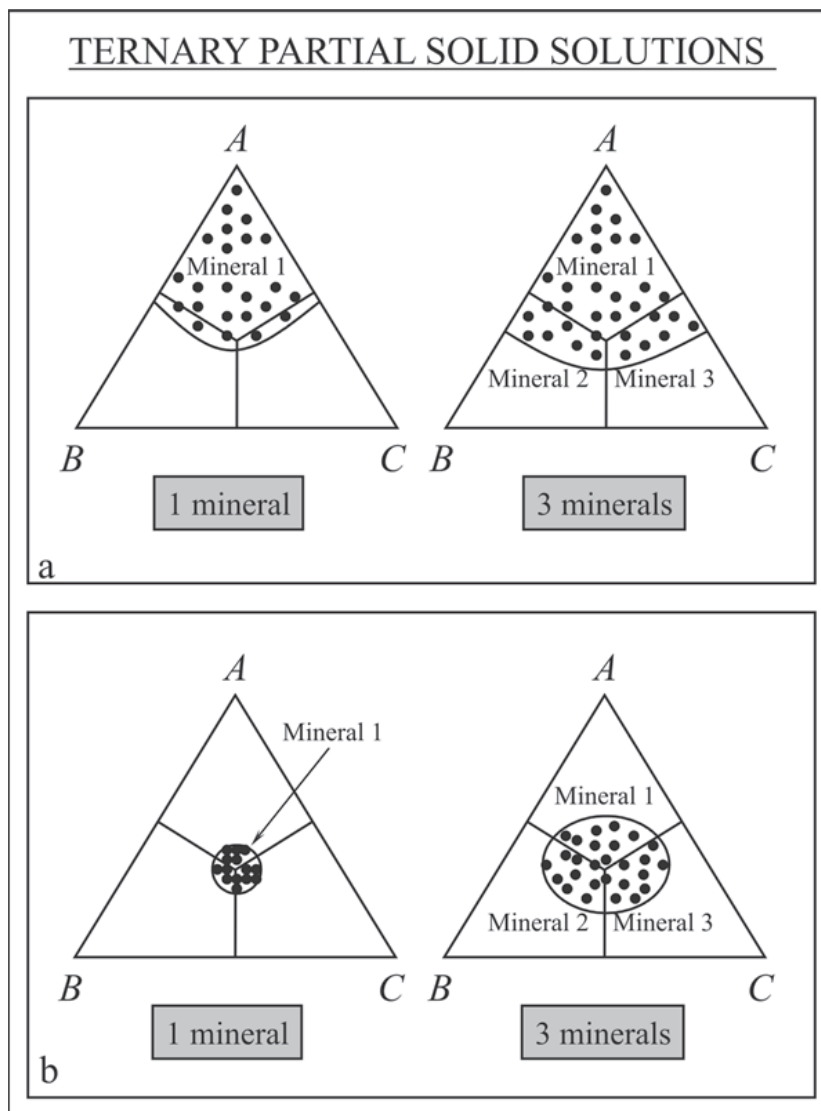 TERNARY PARTIAL SOLID SOLUTIONS
A
Mineral 1
B
C
1 mineral
A
Mineral 1
Mineral 2
Mineral 3
B
C
3 minerals
a
A
Mineral 1
B
C
1 mineral
A
Mineral 1
Mineral 2
Mineral 3
B
C
3 minerals
b